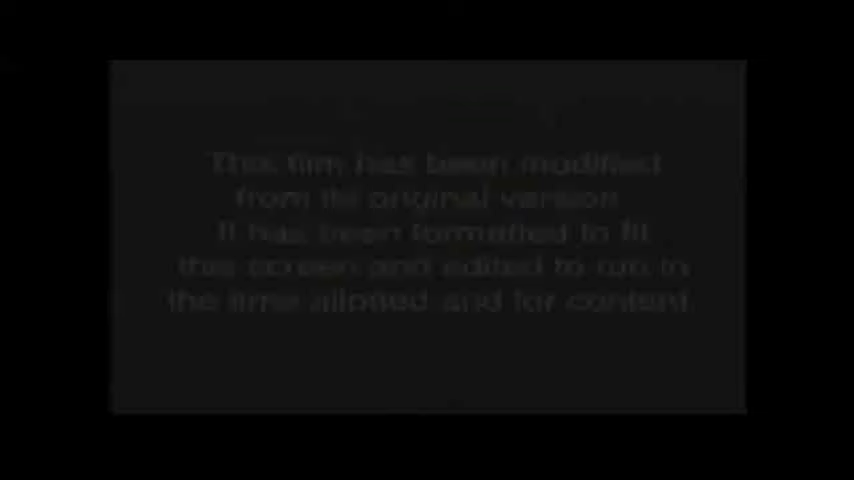 This film has been modified
from its original version
It has been formatted to fit
this screen and edited to run in
the time allotted and for content